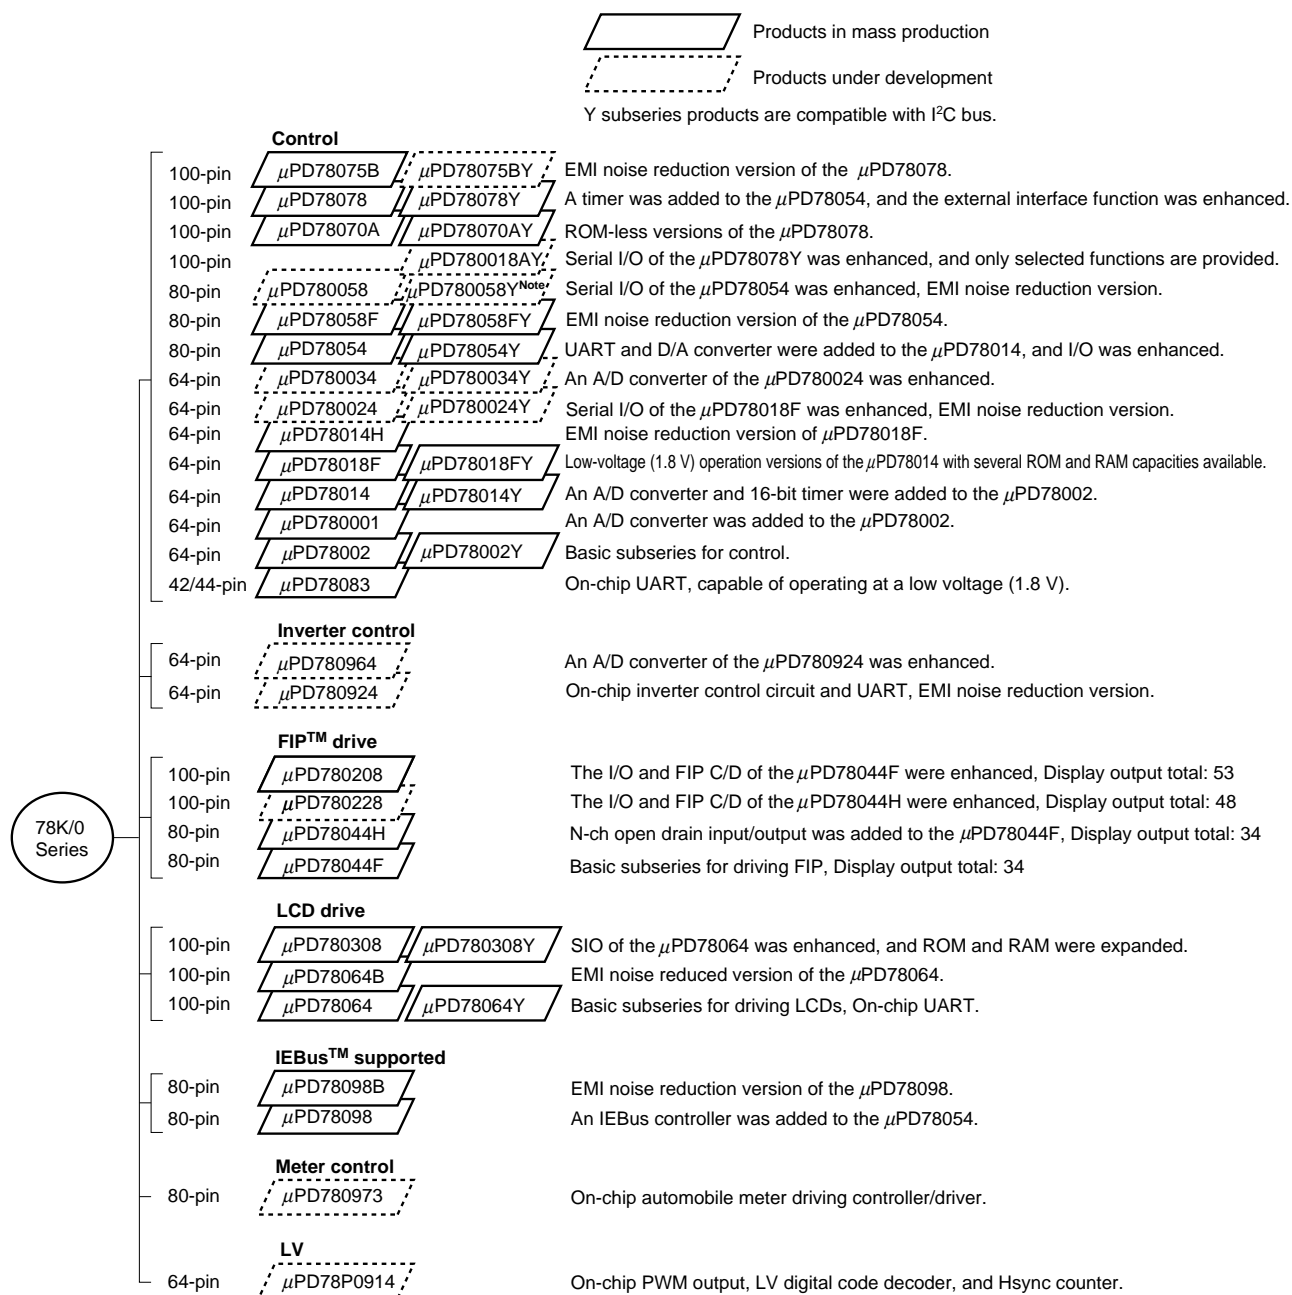 Products in mass production
Products under development
Y subseries products are compatible with I²C bus.
Control
100-pin μPD78075B μPD78075BY EMI noise reduction version of the μPD78078.
100-pin μPD78078 μPD78078Y A timer was added to the μPD78054, and the external interface function was enhanced.
100-pin μPD78070A μPD78070AY ROM-less versions of the μPD78078.
100-pin μPD780018AY Serial I/O of the μPD78078Y was enhanced, and only selected functions are provided.
80-pin μPD780058 μPD780058Y Note Serial I/O of the μPD78054 was enhanced, EMI noise reduction version.
80-pin μPD78058F μPD78058FY EMI noise reduction version of the μPD78054.
80-pin μPD78054 μPD78054Y UART and D/A converter were added to the μPD78014, and I/O was enhanced.
64-pin μPD780034 μPD780034Y An A/D converter of the μPD780024 was enhanced.
64-pin μPD780024 μPD780024Y Serial I/O of the μPD78018F was enhanced, EMI noise reduction version.
64-pin μPD78014H EMI noise reduction version of μPD78018F.
64-pin μPD78018F μPD78018FY Low-voltage (1.8 V) operation versions of the μPD78014 with several ROM and RAM capacities available.
64-pin μPD78014 μPD78014Y An A/D converter and 16-bit timer were added to the μPD78002.
64-pin μPD780001 An A/D converter was added to the μPD78002.
64-pin μPD78002 μPD78002Y Basic subseries for control.
42/44-pin μPD78083 On-chip UART, capable of operating at a low voltage (1.8 V).
Inverter control
64-pin μPD780964 An A/D converter of the μPD780924 was enhanced.
64-pin μPD780924 On-chip inverter control circuit and UART, EMI noise reduction version.
FIP™ drive
100-pin μPD780208 The I/O and FIP C/D of the μPD78044F were enhanced, Display output total: 53
100-pin μPD780228 The I/O and FIP C/D of the μPD78044H were enhanced, Display output total: 48
80-pin μPD78044H N-ch open drain input/output was added to the μPD78044F, Display output total: 34
80-pin μPD78044F Basic subseries for driving FIP, Display output total: 34
78K/0
Series
LCD drive
100-pin μPD780308 μPD780308Y SIO of the μPD78064 was enhanced, and ROM and RAM were expanded.
100-pin μPD78064B EMI noise reduced version of the μPD78064.
100-pin μPD78064 μPD78064Y Basic subseries for driving LCDs, On-chip UART.
IEBus™ supported
80-pin μPD78098B EMI noise reduction version of the μPD78098.
80-pin μPD78098 An IEBus controller was added to the μPD78054.
Meter control
80-pin μPD780973 On-chip automobile meter driving controller/driver.
LV
64-pin μPD78P0914 On-chip PWM output, LV digital code decoder, and Hsync counter.